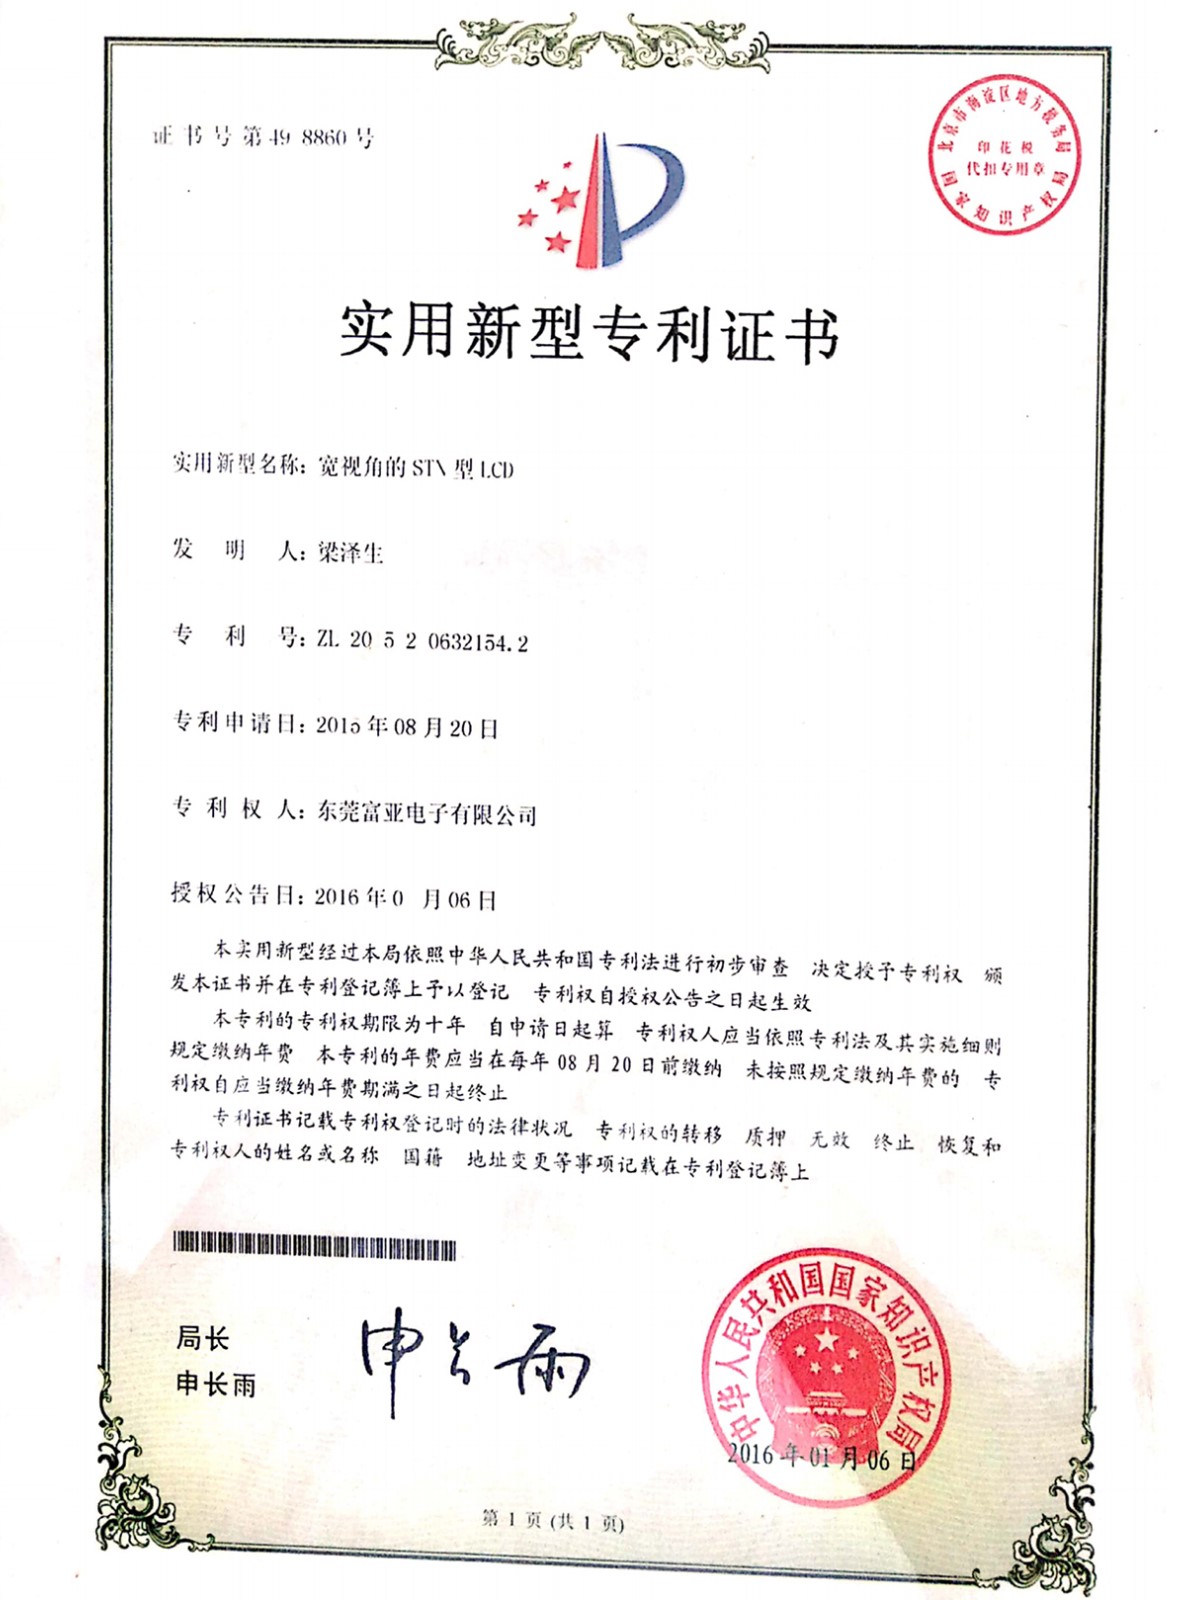 证书号第49 8860号
北京市海淀区地方税务局
印花税
代扣专用章
国家知识产权局
实用新型专利证书
实用新型名称：宽视角的STN型LCD
发明人：梁泽生
专利号：ZL 20 5 2 0632154.2
专利申请日：2015年08月20日
专利权人：东莞富亚电子有限公司
授权公告日：2016年0 月06日
本实用新型经过本局依照中华人民共和国专利法进行初步审查 决定授予专利权 颁
发本证书并在专利登记簿上予以登记 专利权自授权公告之日起生效
本专利的专利权期限为十年 自申请日起算 专利权人应当依照专利法及其实施细则
规定缴纳年费 本专利的年费应当在每年08月20日前缴纳 未按照规定缴纳年费的 专
利权自应当缴纳年费期满之日起终止
专利证书记载专利权登记时的法律状况 专利权的转移 质押 无效 终止 恢复和
专利权人的姓名或名称 国籍 地址变更等事项记载在专利登记簿上
局长
申长雨
申长雨
中华人民共和国国家知识产权局
2016年01月06日
第1页(共1页)